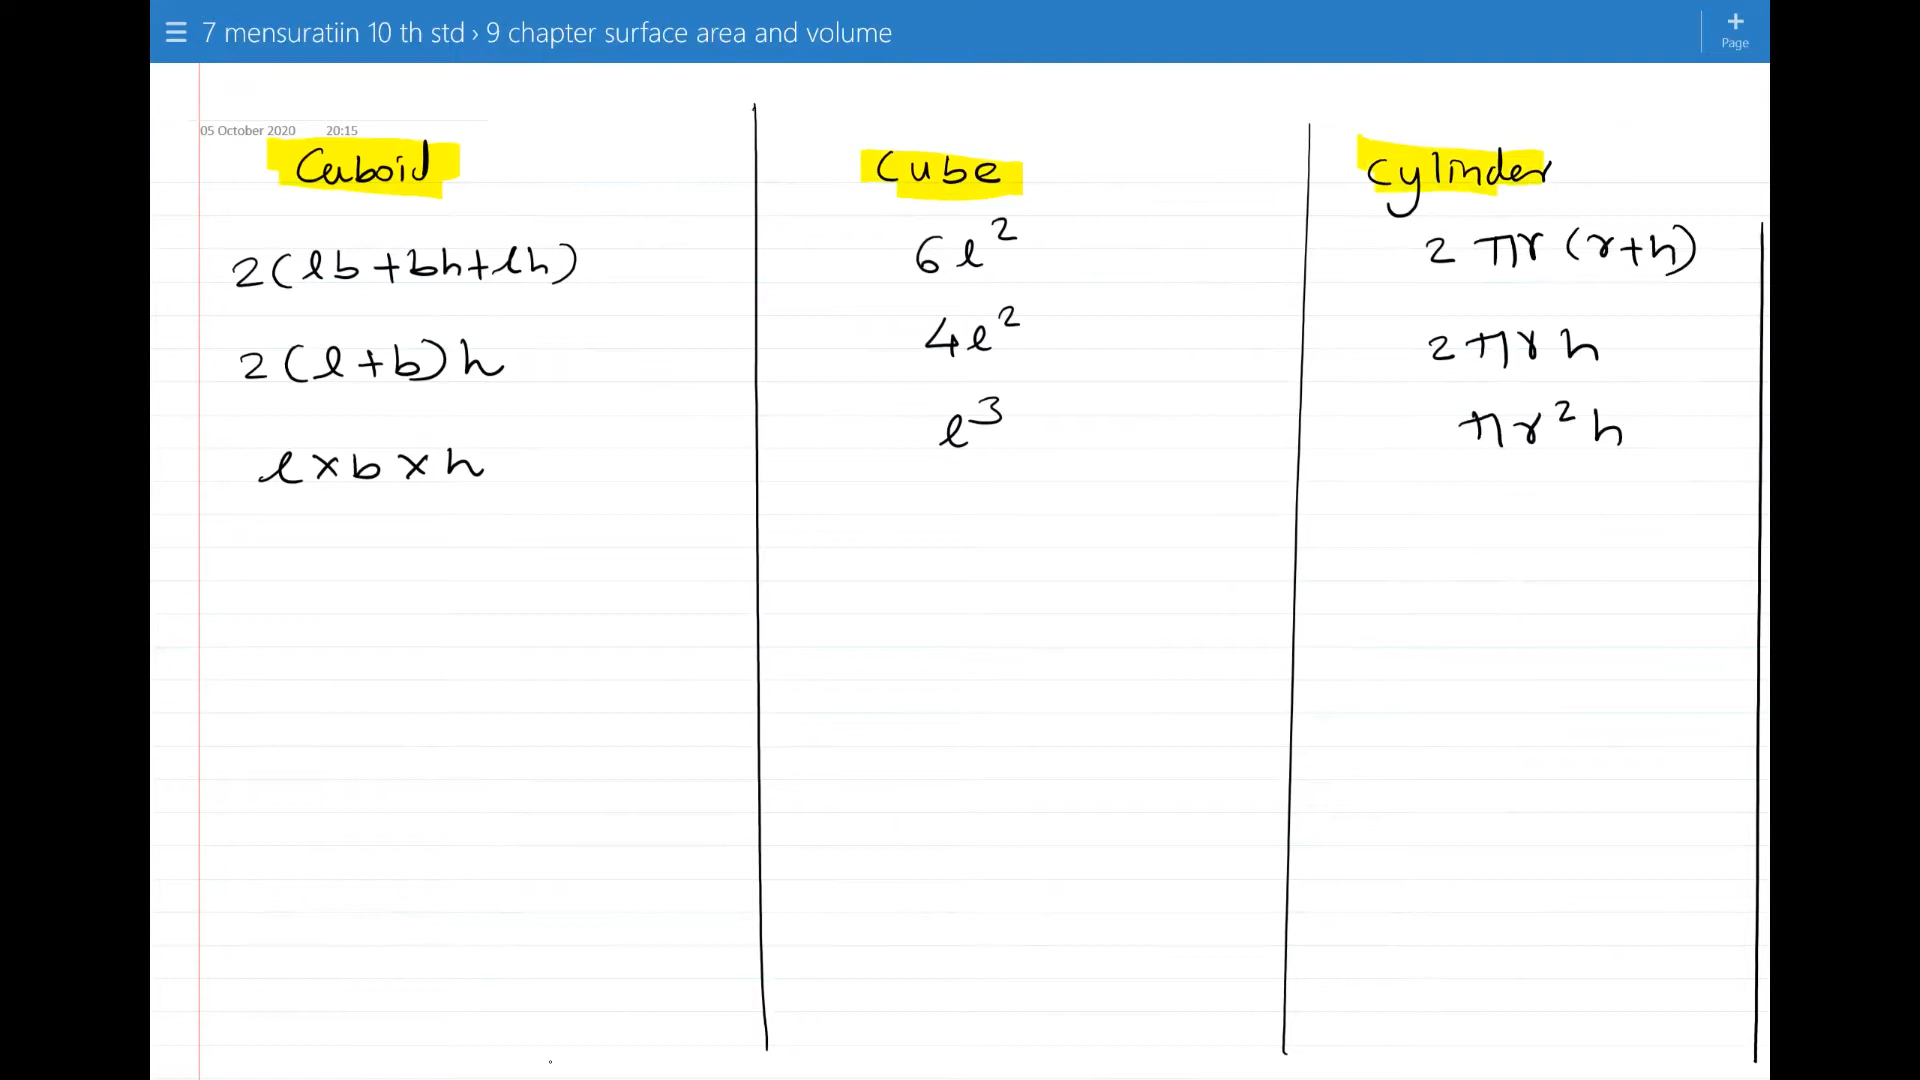 7 mensuratiin 10 th std › 9 chapter surface area and volume
+
Page
05 October 2020 20:15
Cuboid
2(lb+bh+lh)
2(l+b)h
l×b×h
Cube
6l²
4l²
l³
cylinder
2πr(r+h)
2πrh
πr²h